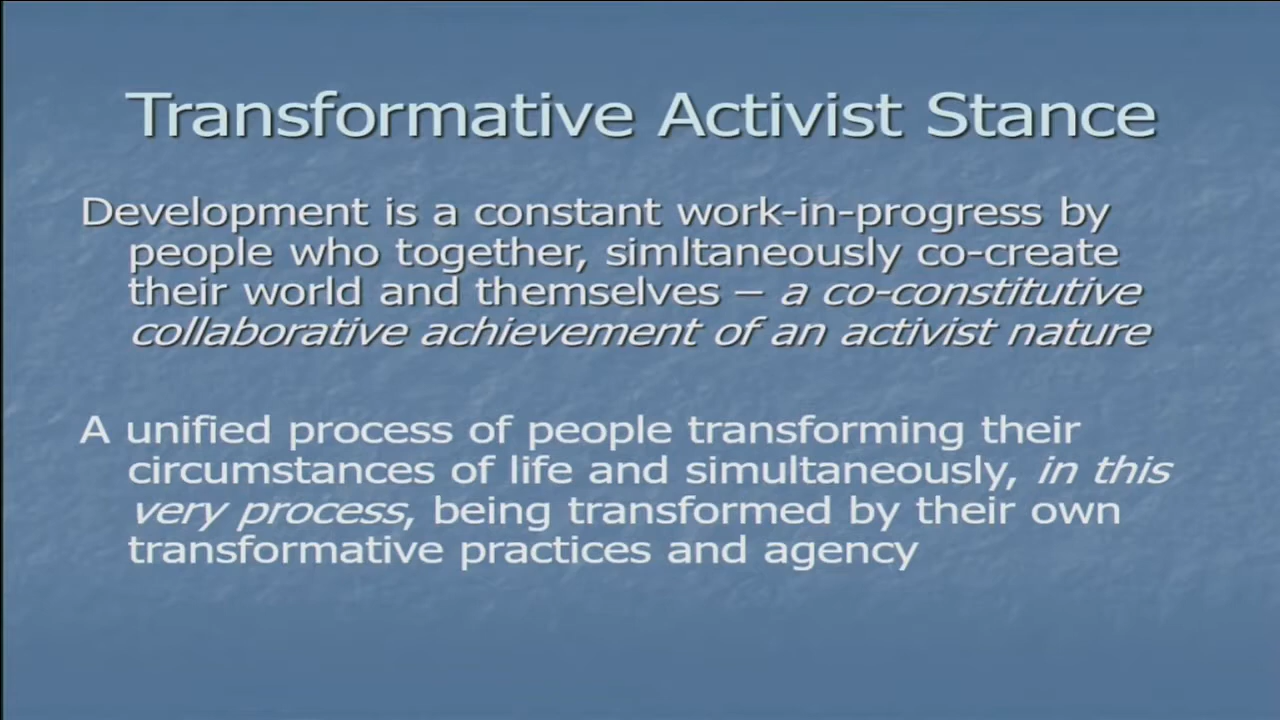 Transformative Activist Stance
Development is a constant work-in-progress by
people who together, simltaneously co-create
their world and themselves – a co-constitutive
collaborative achievement of an activist nature
A unified process of people transforming their
circumstances of life and simultaneously, in this
very process, being transformed by their own
transformative practices and agency